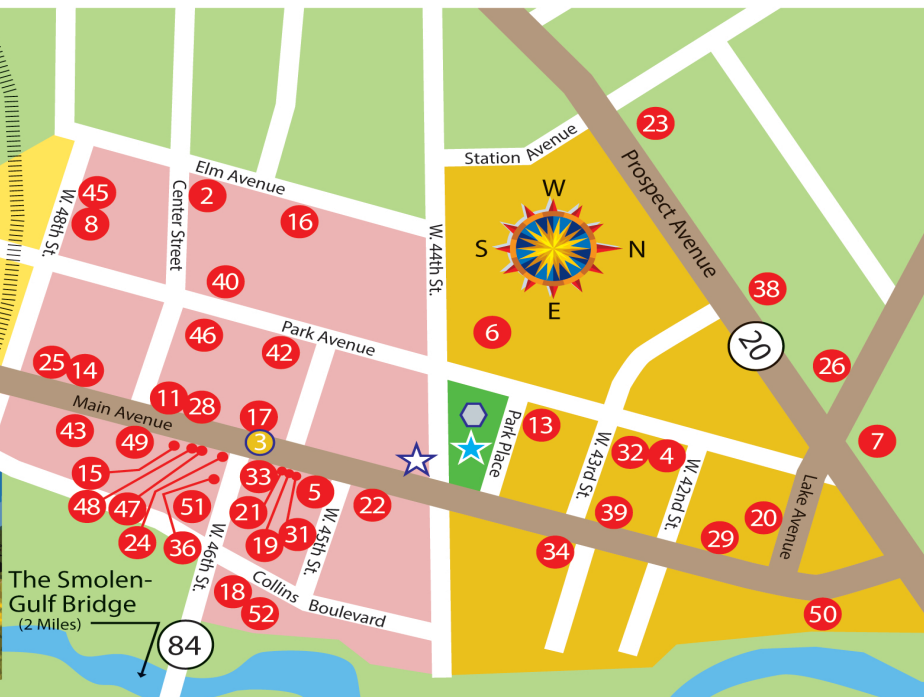 23
Station Avenue
Elm Avenue
W
45
2
S
N
Prospect Avenue
16
8
W. 48th St.
Center Street
W. 44th St.
E
40
38
6
46
Park Avenue
20
42
25
14
26
11
28
Main Avenue
17
13
Park Place
7
43
49
3
W. 43rd St.
32
4
W. 42nd St.
15
33
5
48
47
51
21
22
39
20
Lake Avenue
24
36
19
31
W. 45th St.
29
34
W. 46th St.
The Smolen-
Gulf Bridge
(2 Miles)
18
52
Collins Boulevard
50
84